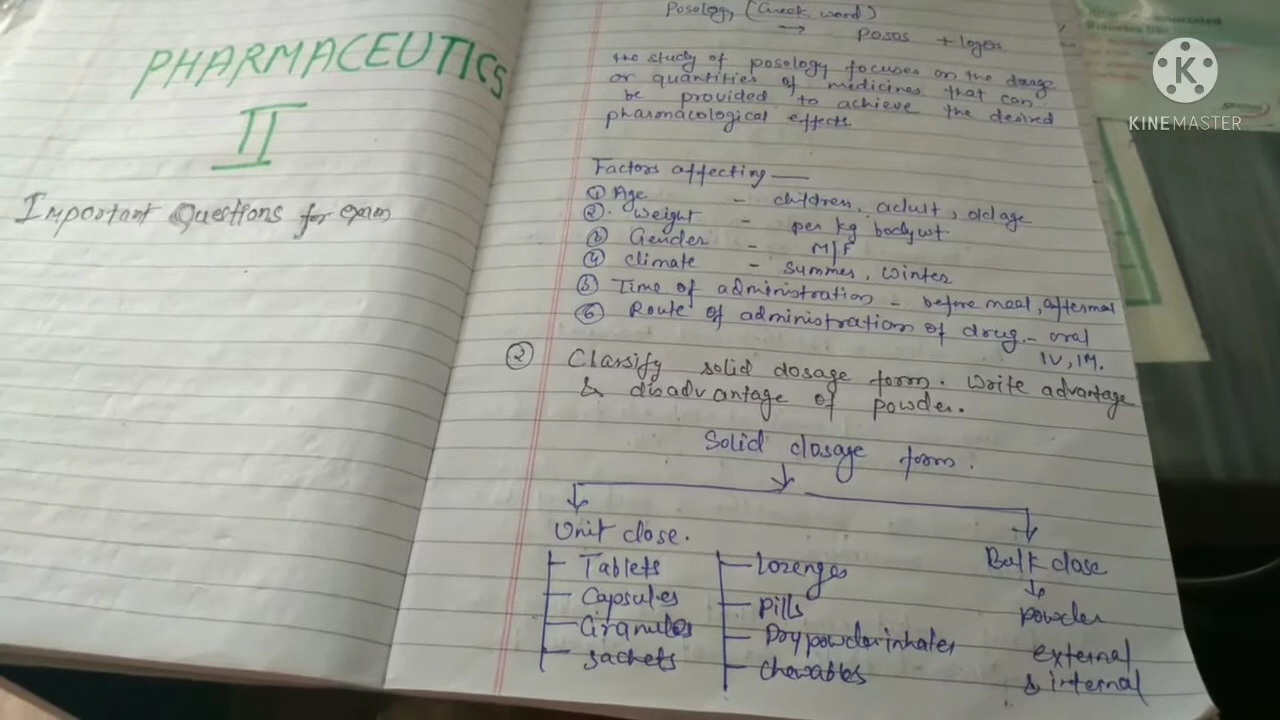 PHARMACEUTICS
II
Important Questions for exam
Posology (Greek word)
→ Posos + logos
the study of posology focuses on the dosage
or quantities of medicines that can
be provided to achieve the desired
pharmacological effects.
Factors affecting —
① Age - children, adult, old age
②. Weight - per kg body wt.
③ Gender - M/F
④ climate - summer, winter
⑤ Time of administration - before meal, after meal
⑥ Route of administration of drug - oral
IV, IM.
② Classify solid dosage form. Write advantage
& disadvantage of powder.
Solid dosage form.
Unit dose.
Tablets
Capsules
Granules
Sachets
Lozenges
Pills
Dry powder inhaler
Chewables
Bulk dose
powder
external
& internal
KINEMASTER